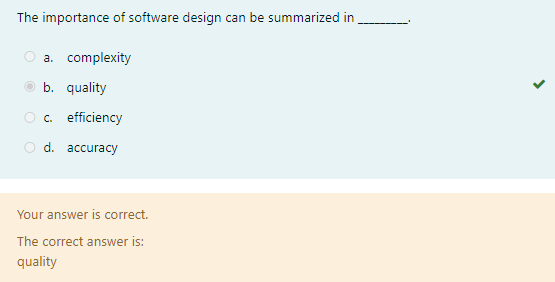 The importance of software design can be summarized in _________.
a. complexity
b. quality
c. efficiency
d. accuracy
Your answer is correct.
The correct answer is:
quality